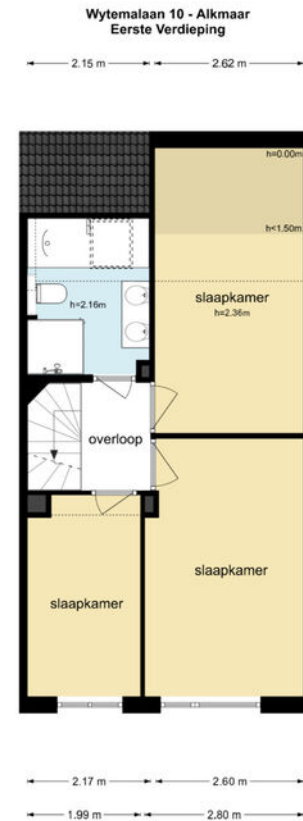 Wytemalaan 10 - Alkmaar
Eerste Verdieping
2.15 m
2.62 m
h=0.00m
h<1.50m
slaapkamer
h=2.36m
h=2.16m
overloop
slaapkamer
slaapkamer
2.17 m
2.60 m
1.99 m
2.80 m